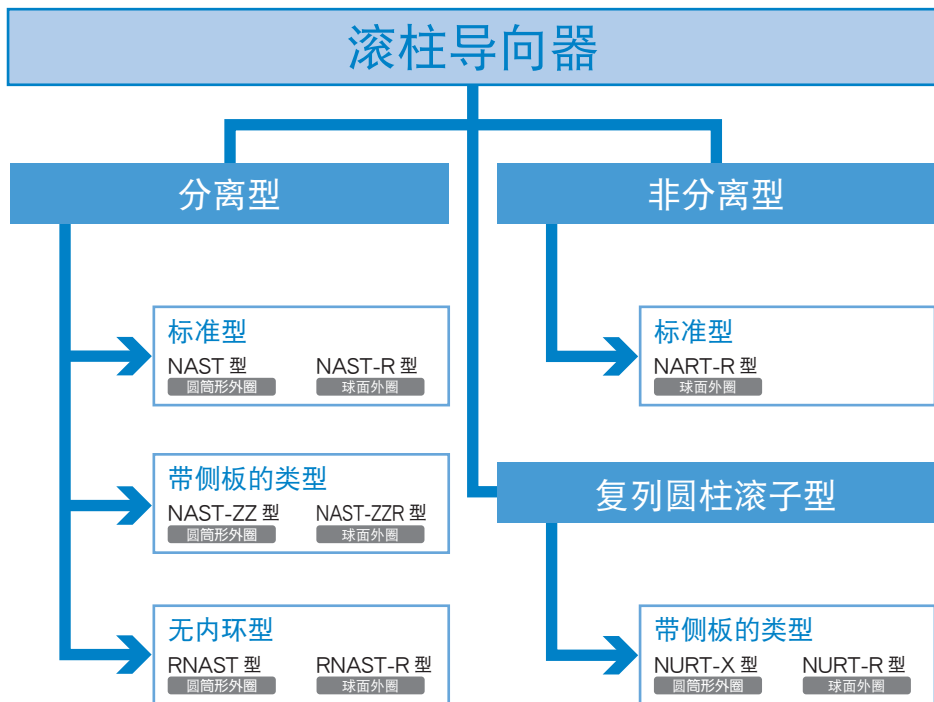 滚柱导向器
分离型
非分离型
标准型
NAST 型 NAST-R 型
圆筒形外圈 球面外圈
标准型
NART-R 型
球面外圈
带侧板的类型
NAST-ZZ 型 NAST-ZZR 型
圆筒形外圈 球面外圈
复列圆柱滚子型
无内环型
RNAST 型 RNAST-R 型
圆筒形外圈 球面外圈
带侧板的类型
NURT-X 型 NURT-R 型
圆筒形外圈 球面外圈